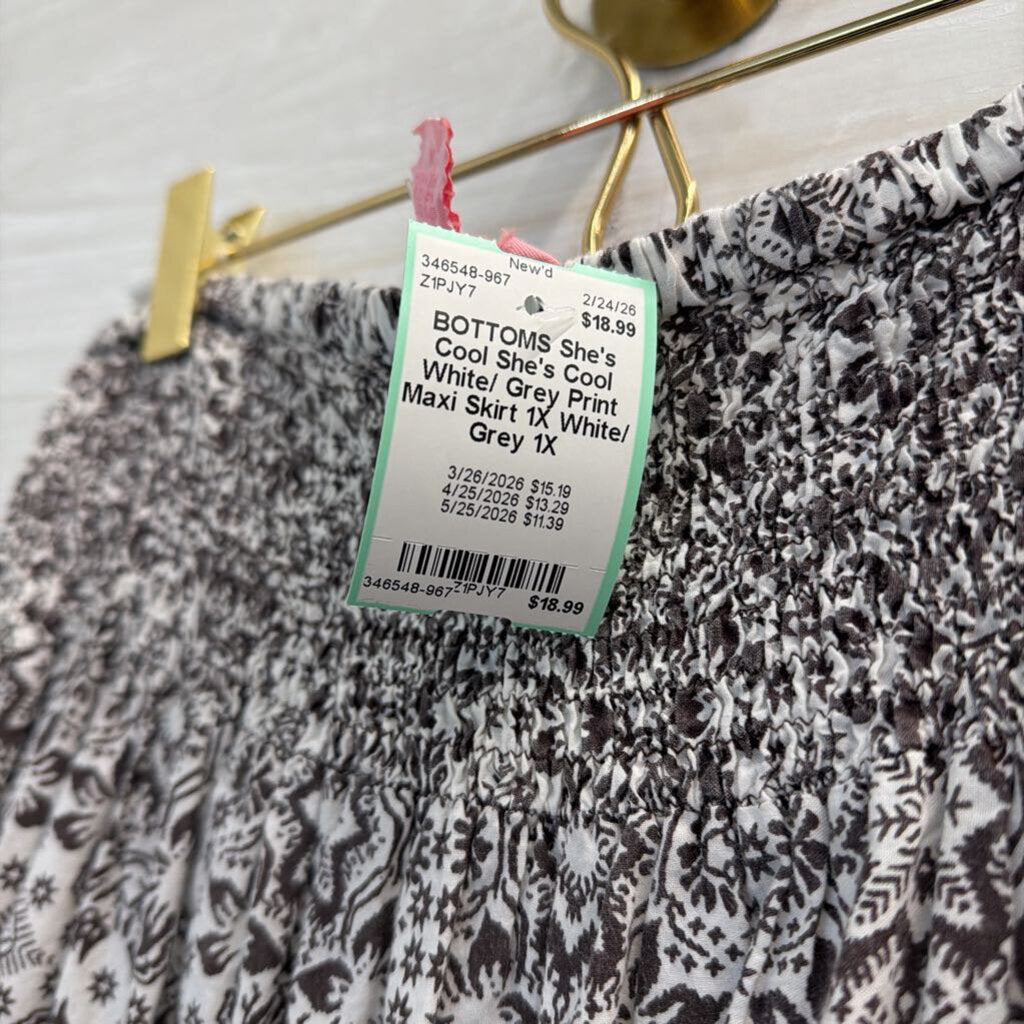 New'd
346548-967
Z1PJY7
2/24/26
$18.99
BOTTOMS She's
Cool She's Cool
White/ Grey Print
Maxi Skirt 1X White/
Grey 1X
3/26/2026 $15.19
4/25/2026 $13.29
5/25/2026 $11.39
346548-967 Z1PJY7 $18.99